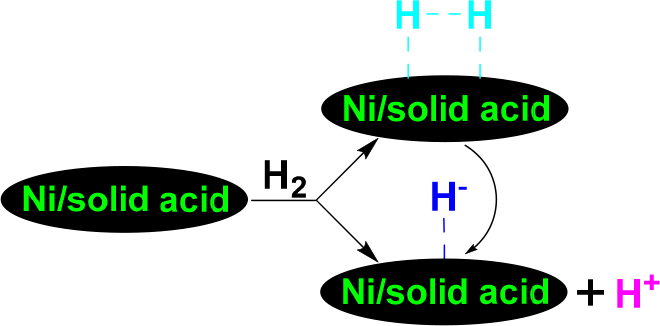 H H
Ni/solid acid
Ni/solid acid
H₂
H⁻
Ni/solid acid + H⁺